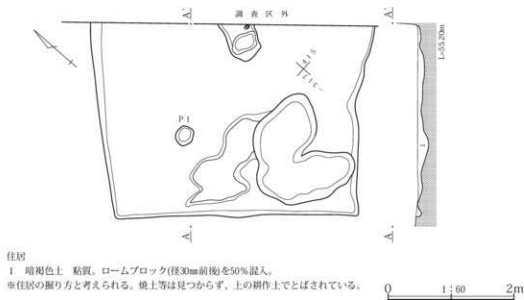 調査区外
A
A
L=55.20m
P1
1
A
A
住居
1 暗褐色土 粘質。ロームブロック(径30㎜前後)を50%混入。
※住居の掘り方と考えられる。焼土等は見つからず、上の耕作土でとばされている。
0 1:60 2m